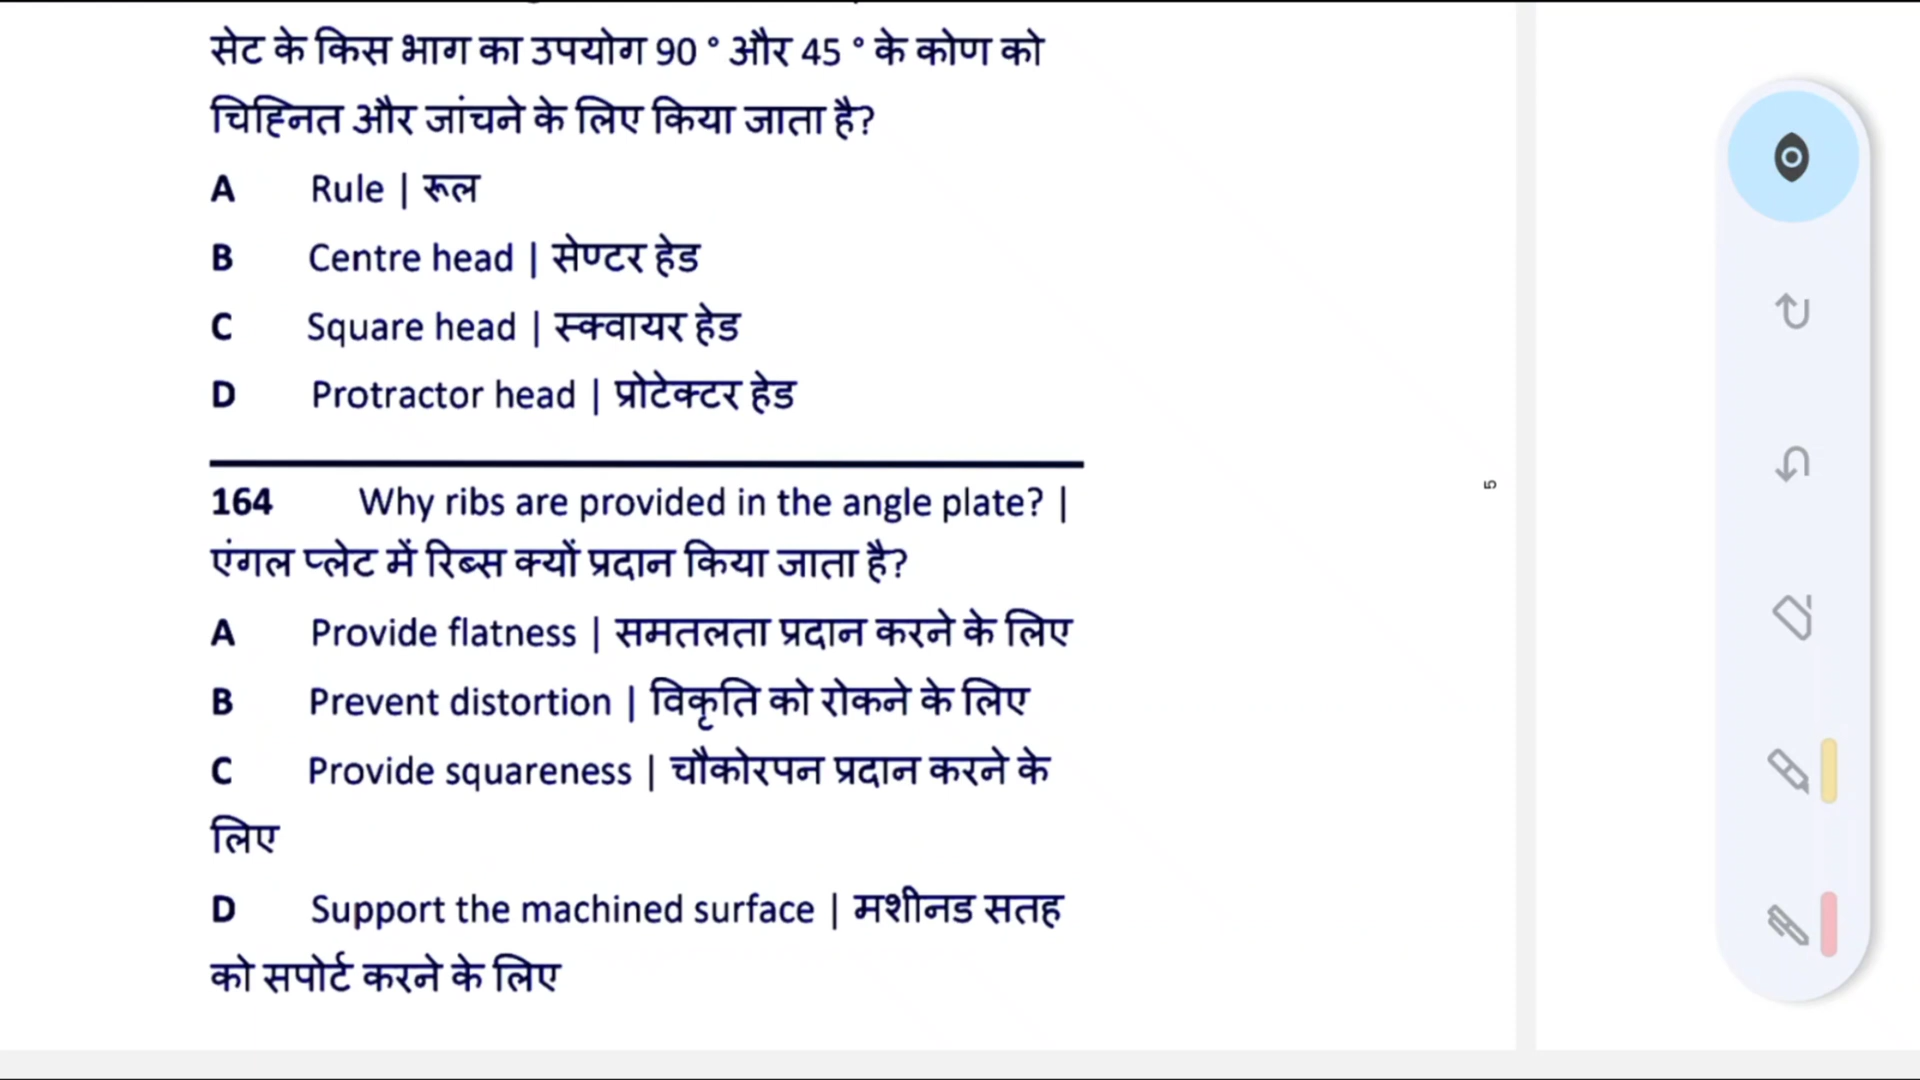 सेट के किस भाग का उपयोग 90 ° और 45 ° के कोण को
चिह्नित और जांचने के लिए किया जाता है?
A Rule | रूल
B Centre head | सेण्टर हेड
C Square head | स्क्वायर हेड
D Protractor head | प्रोटेक्टर हेड
164 Why ribs are provided in the angle plate? |
एंगल प्लेट में रिब्स क्यों प्रदान किया जाता है?
A Provide flatness | समतलता प्रदान करने के लिए
B Prevent distortion | विकृति को रोकने के लिए
C Provide squareness | चौकोरपन प्रदान करने के
लिए
D Support the machined surface | मशीनड सतह
को सपोर्ट करने के लिए
5